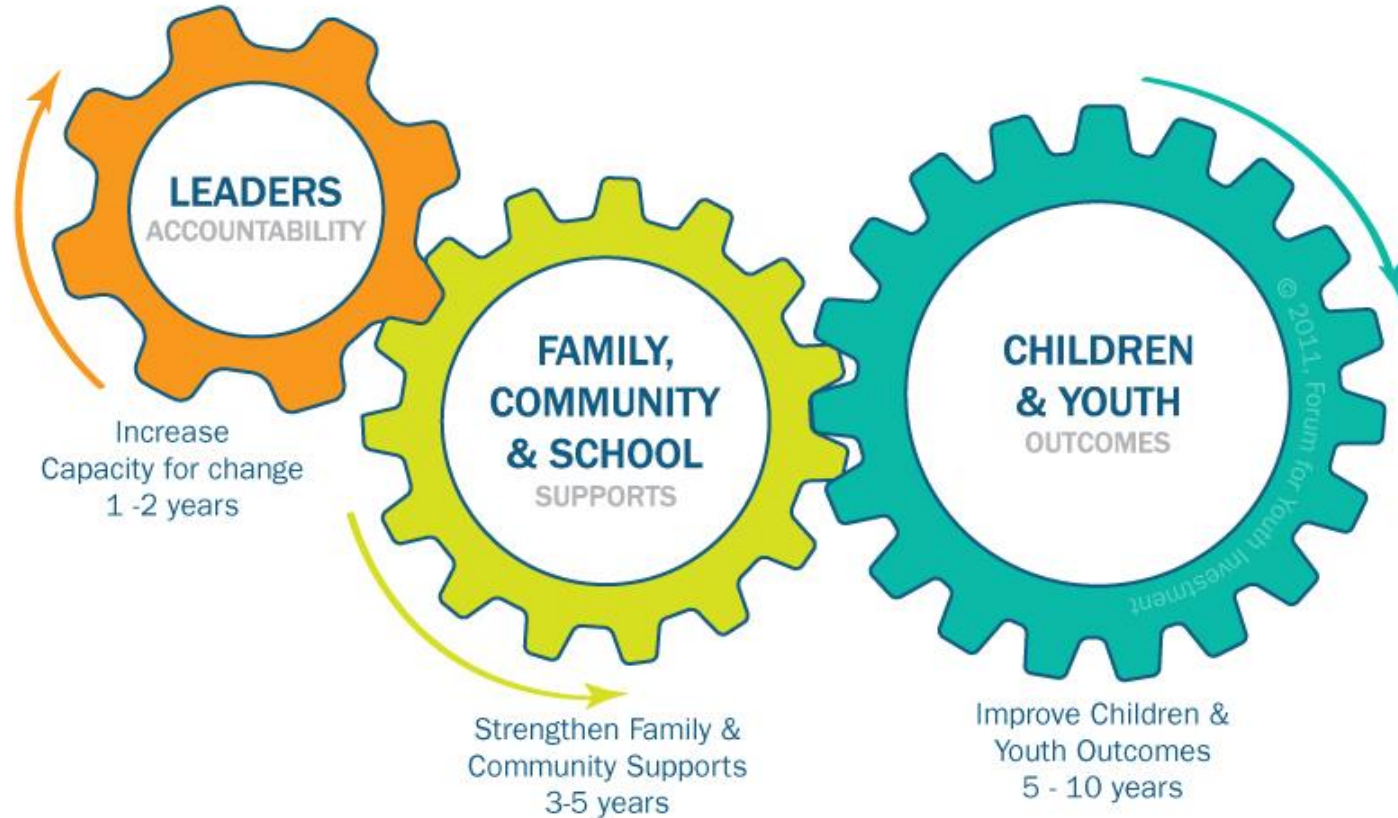 LEADERS
ACCOUNTABILITY
Increase
Capacity for change
1 -2 years
FAMILY,
COMMUNITY
& SCHOOL
SUPPORTS
Strengthen Family &
Community Supports
3-5 years
CHILDREN
& YOUTH
OUTCOMES
Improve Children &
Youth Outcomes
5 - 10 years
© 2011, Forum for Youth Investment